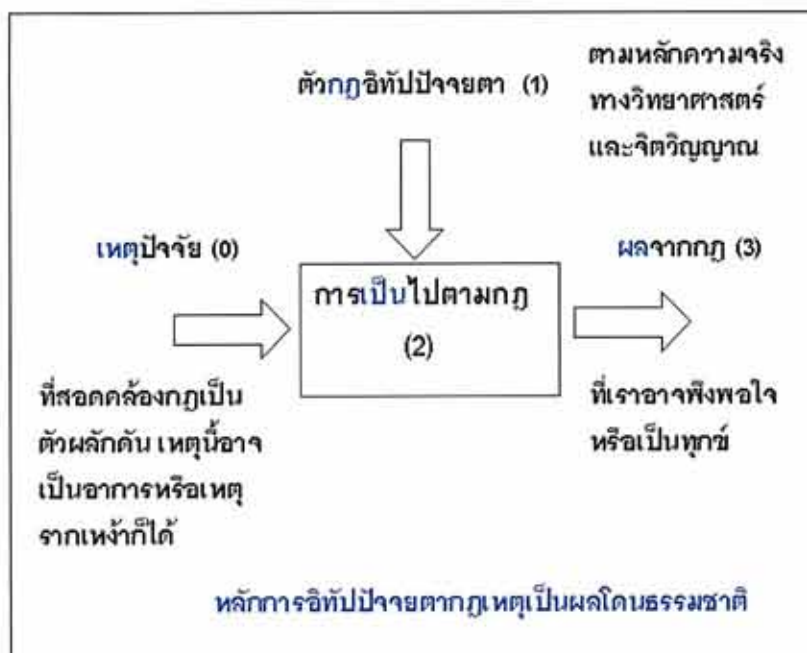 ตัวกฎอิทัปปัจจยตา (1)
ตามหลักความจริง
ทางวิทยาศาสตร์
และจิตวิญญาณ
เหตุปัจจัย (0)
ผลจากกฎ (3)
การเป็นไปตามกฎ
(2)
ที่สอดคล้องกฎเป็น
ตัวผลักดัน เหตุนี้อาจ
เป็นอาการหรือเหตุ
รากเหง้าก็ได้
ที่เราอาจพึงพอใจ
หรือเป็นทุกข์
หลักการอิทัปปัจจยตากฎเหตุเป็นผลโดนธรรมชาติ